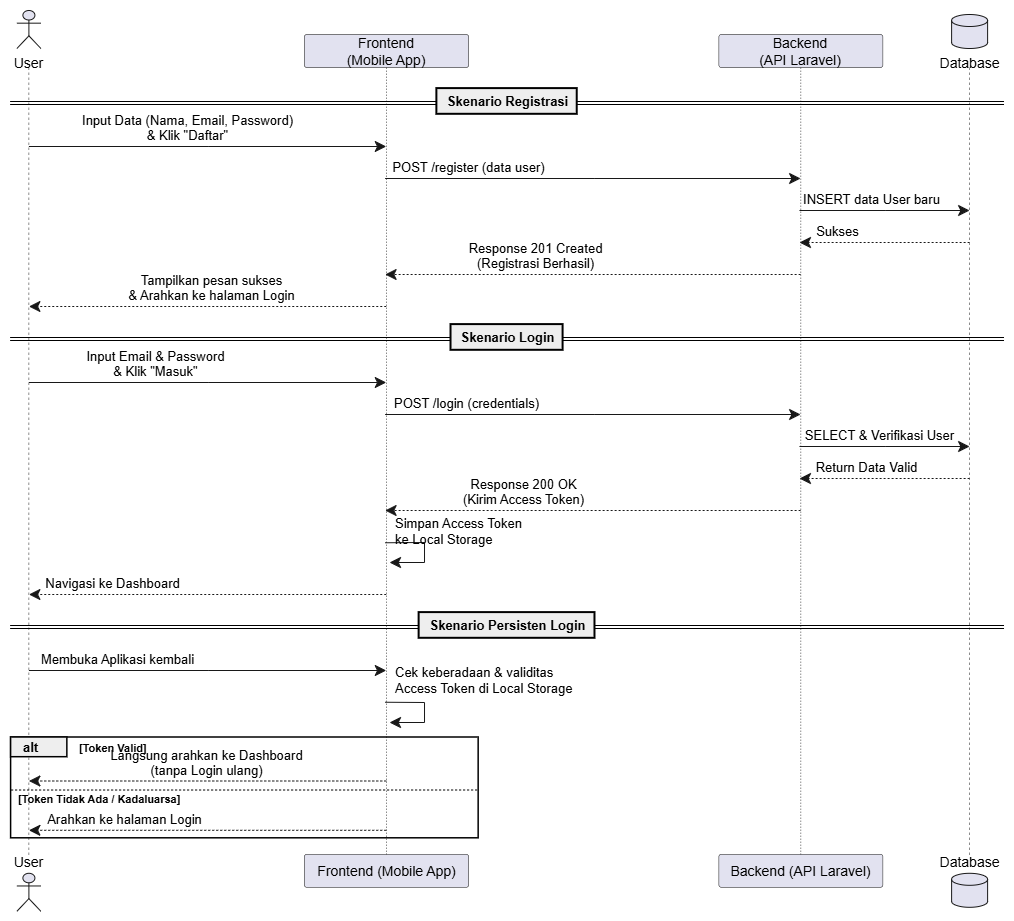 User
Frontend
(Mobile App)
Backend
(API Laravel)
Database
Skenario Registrasi
Input Data (Nama, Email, Password)
& Klik "Daftar"
POST /register (data user)
INSERT data User baru
Sukses
Response 201 Created
(Registrasi Berhasil)
Tampilkan pesan sukses
& Arahkan ke halaman Login
Skenario Login
Input Email & Password
& Klik "Masuk"
POST /login (credentials)
SELECT & Verifikasi User
Return Data Valid
Response 200 OK
(Kirim Access Token)
Simpan Access Token
ke Local Storage
Navigasi ke Dashboard
Skenario Persisten Login
Membuka Aplikasi kembali
Cek keberadaan & validitas
Access Token di Local Storage
alt
[Token Valid]
Langsung arahkan ke Dashboard
(tanpa Login ulang)
[Token Tidak Ada / Kadaluarsa]
Arahkan ke halaman Login
User
Frontend (Mobile App)
Backend (API Laravel)
Database